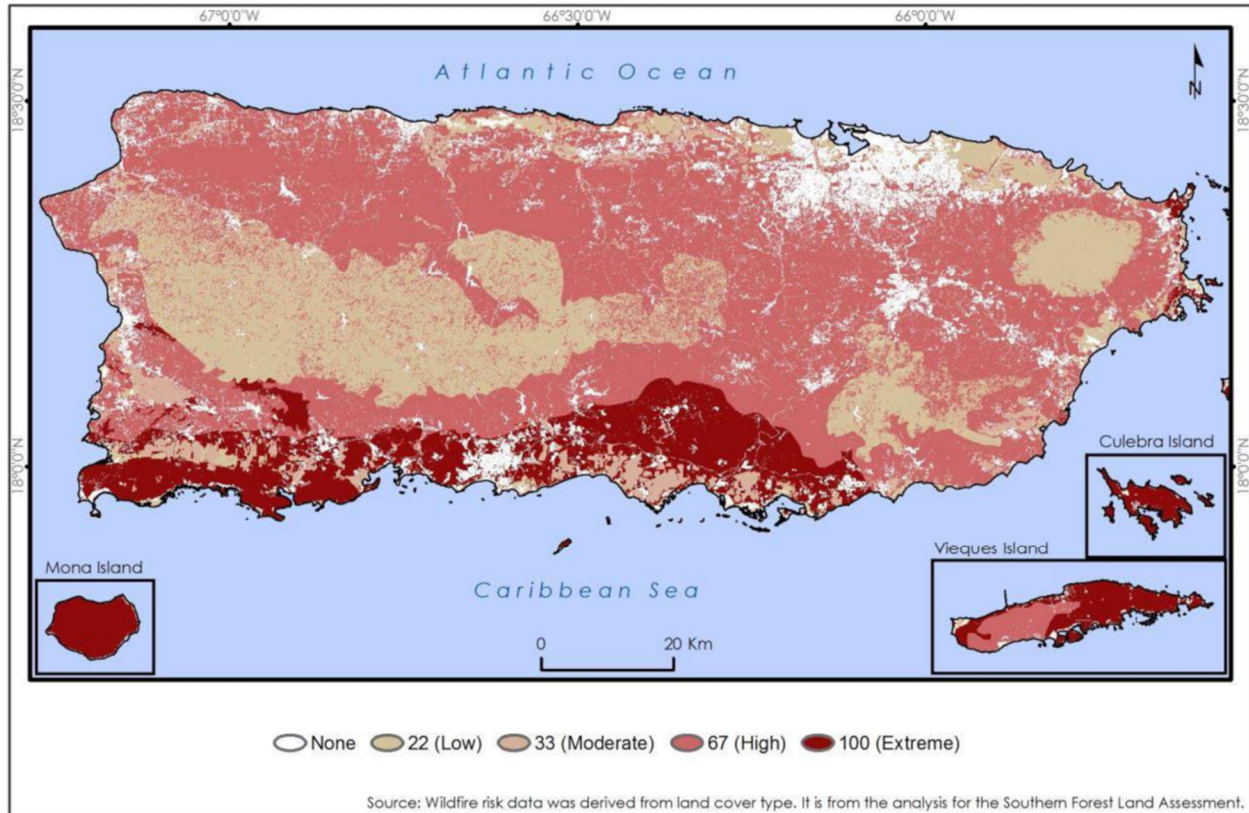 67°0'0"W 66°30'0"W 66°0'0"W
18°30'0"N 18°30'0"N
Atlantic Ocean
N
18°0'0"N 18°0'0"N
Culebra Island
Vieques Island
Mona Island
Caribbean Sea
0 20 Km
None 22 (Low) 33 (Moderate) 67 (High) 100 (Extreme)
Source: Wildfire risk data was derived from land cover type. It is from the analysis for the Southern Forest Land Assessment.